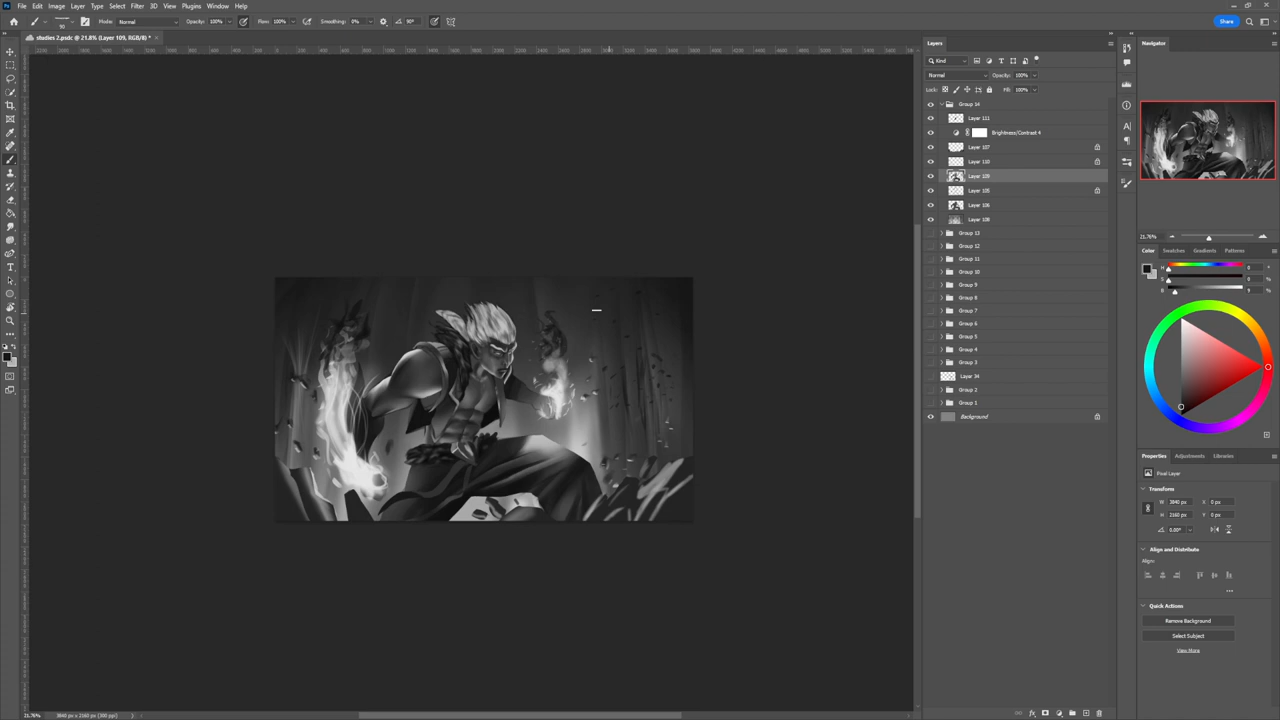 File Edit Image Layer Type Select Filter 3D View Plugins Window Help
50 Mode: Normal Opacity: 100% Flow: 100% Smoothing: 0% 90° Share
studies 2.psdc @ 21.8% (Layer 109, RGB/8) *
Layers
Kind
Normal Opacity: 100%
Lock: Fill: 100%
Group 14
Layer 111
Brightness/Contrast 4
Layer 107
Layer 110
Layer 109
Layer 105
Layer 106
Layer 108
Group 13
Group 12
Group 11
Group 10
Group 9
Group 8
Group 7
Group 6
Group 5
Group 4
Group 3
Layer 34
Group 2
Group 1
Background
Navigator
21.76%
Color Swatches Gradients Patterns
H 0 °
S 0 %
B 9 %
Properties Adjustments Libraries
Pixel Layer
Transform
W 3840 px X 0 px
H 2160 px Y 0 px
0.00°
Align and Distribute
Align:
Quick Actions
Remove Background
Select Subject
View More
21.76% 3840 px x 2160 px (300 ppi)